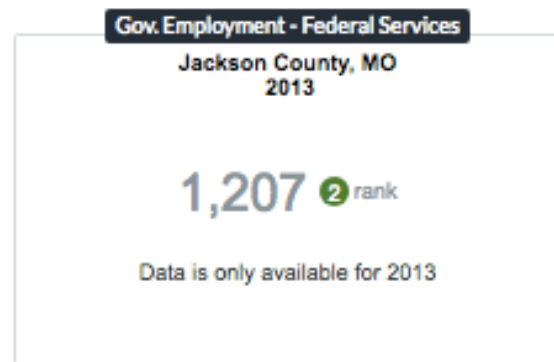 Gov. Employment - Federal Services
Jackson County, MO
2013
1,207 2 rank
Data is only available for 2013